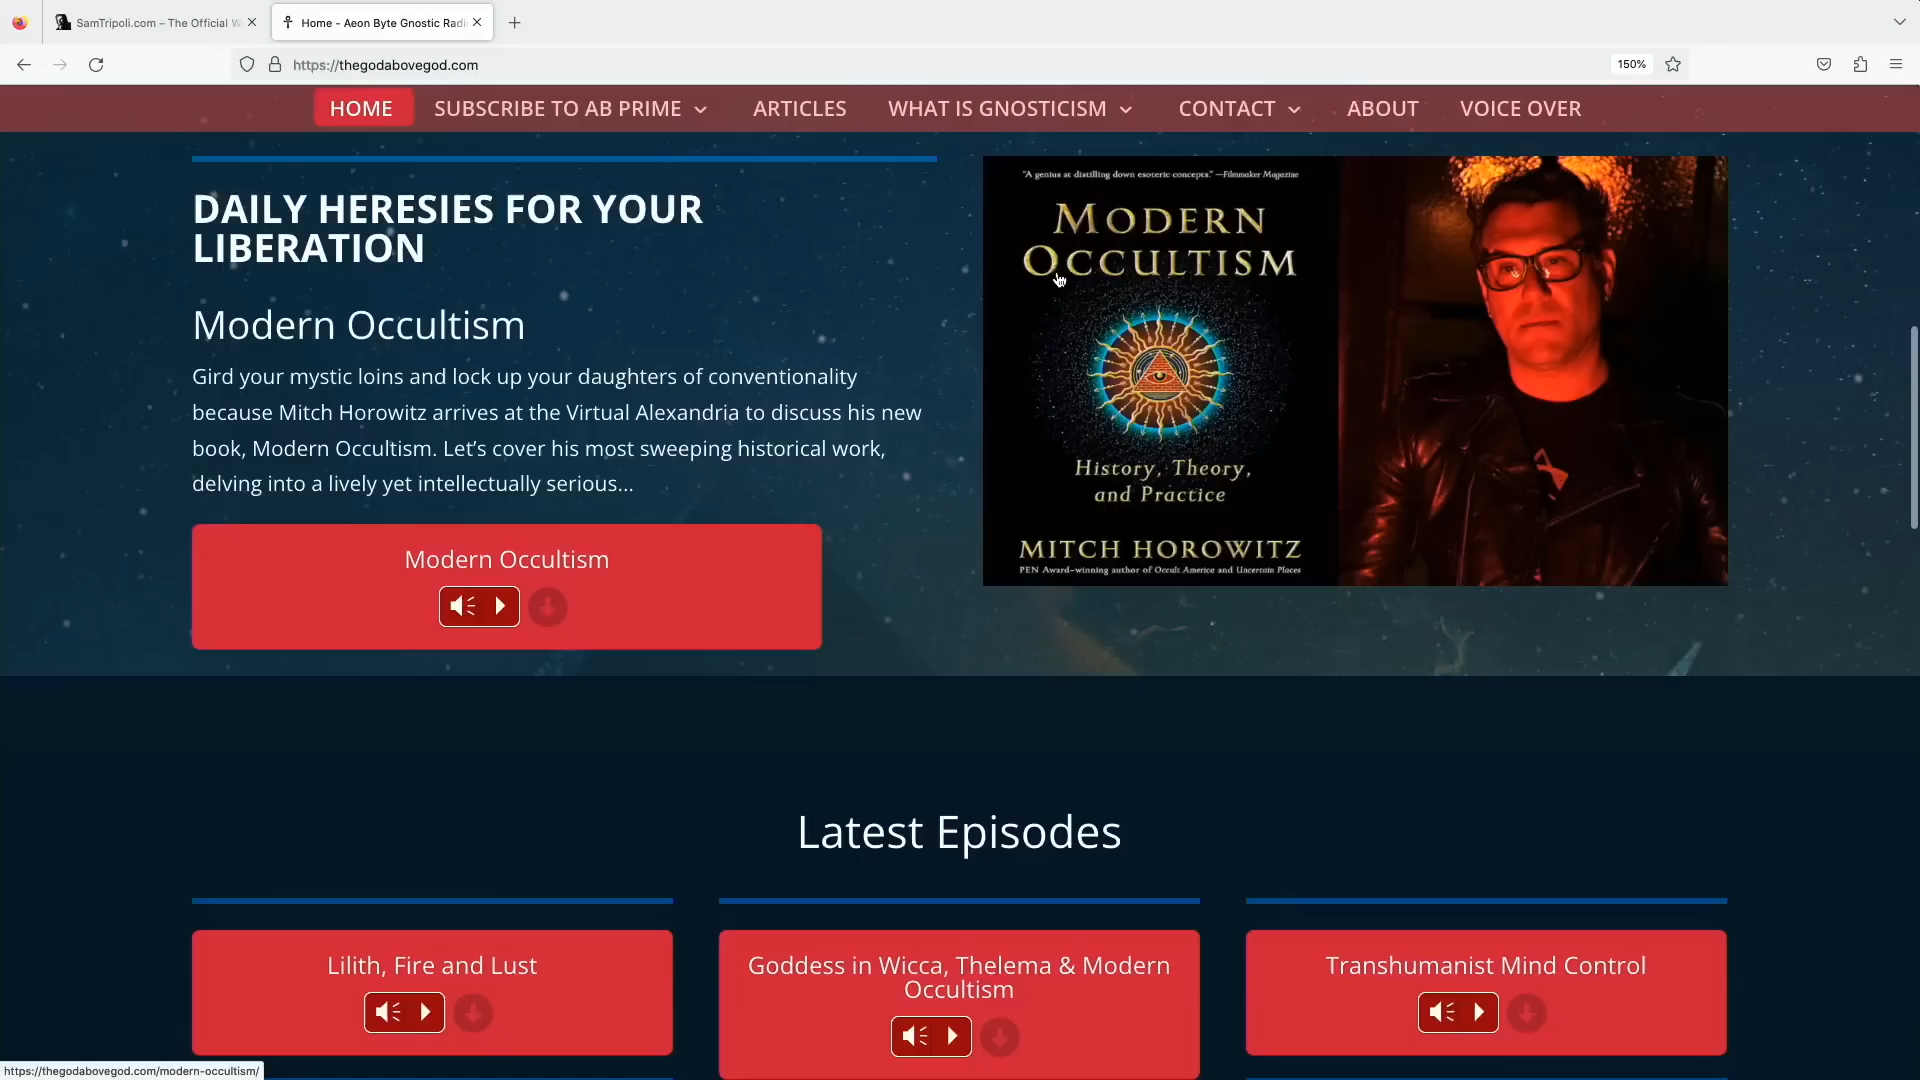 SamTripoli.com – The Official W
Home - Aeon Byte Gnostic Radi
https://thegodabovegod.com
150%
HOME
SUBSCRIBE TO AB PRIME
ARTICLES
WHAT IS GNOSTICISM
CONTACT
ABOUT
VOICE OVER
DAILY HERESIES FOR YOUR
LIBERATION
Modern Occultism
Gird your mystic loins and lock up your daughters of conventionality
because Mitch Horowitz arrives at the Virtual Alexandria to discuss his new
book, Modern Occultism. Let’s cover his most sweeping historical work,
delving into a lively yet intellectually serious...
Modern Occultism
"A genius at distilling down esoteric concepts." —Filmmaker Magazine
MODERN
OCCULTISM
History, Theory,
and Practice
MITCH HOROWITZ
PEN Award–winning author of Occult America and Uncertain Places
Latest Episodes
Lilith, Fire and Lust
Goddess in Wicca, Thelema & Modern
Occultism
Transhumanist Mind Control
https://thegodabovegod.com/modern-occultism/